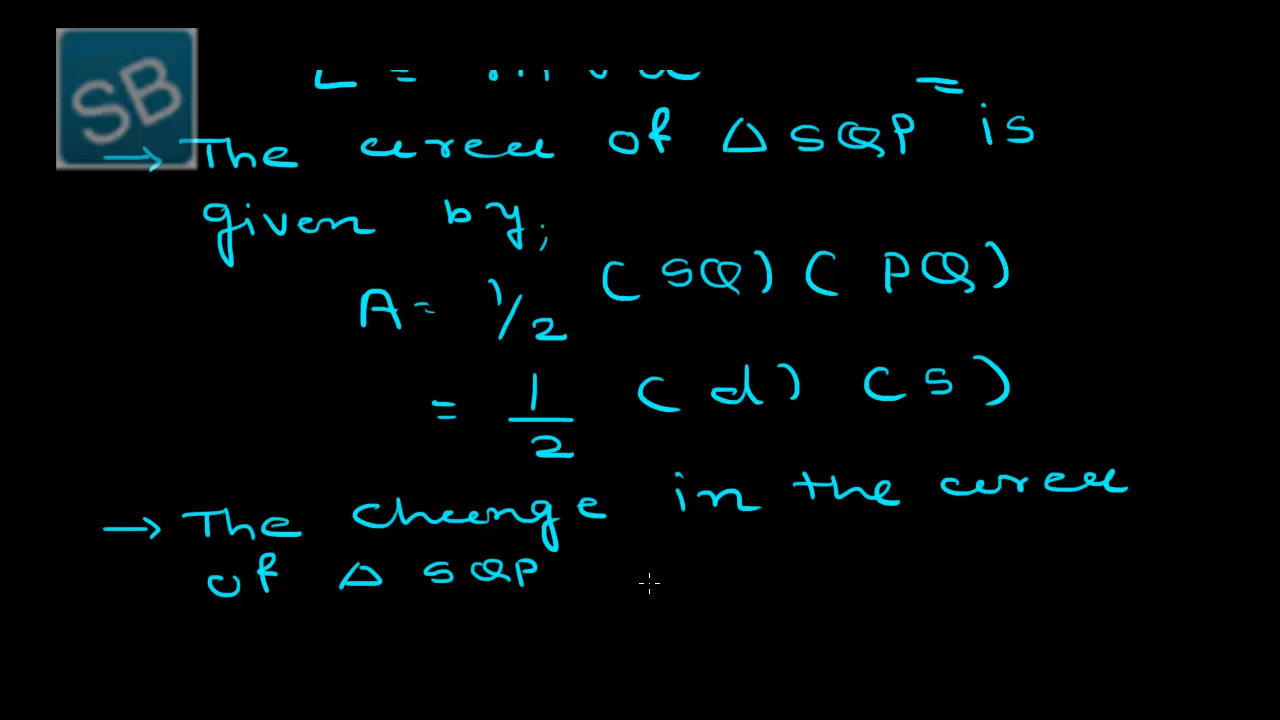 SB
→ The area of Δ SQP is
given by,
A = 1/2 (SQ) (PQ)
= 1/2 (d) (s)
→ The change in the area
of Δ SQP